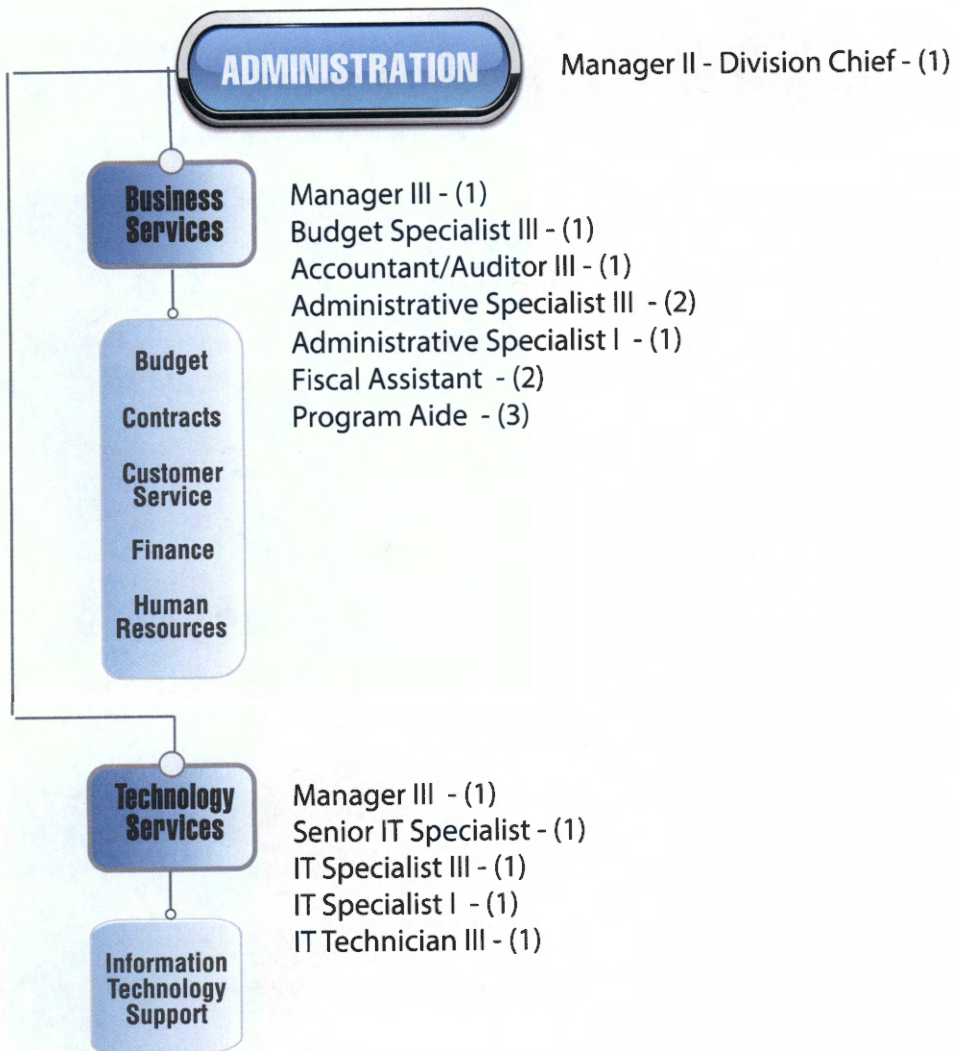 ADMINISTRATION
Manager II - Division Chief - (1)
Business
Services
Manager III - (1)
Budget Specialist III - (1)
Accountant/Auditor III - (1)
Administrative Specialist III - (2)
Administrative Specialist I - (1)
Fiscal Assistant - (2)
Program Aide - (3)
Budget
Contracts
Customer
Service
Finance
Human
Resources
Technology
Services
Manager III - (1)
Senior IT Specialist - (1)
IT Specialist III - (1)
IT Specialist I - (1)
IT Technician III - (1)
Information
Technology
Support